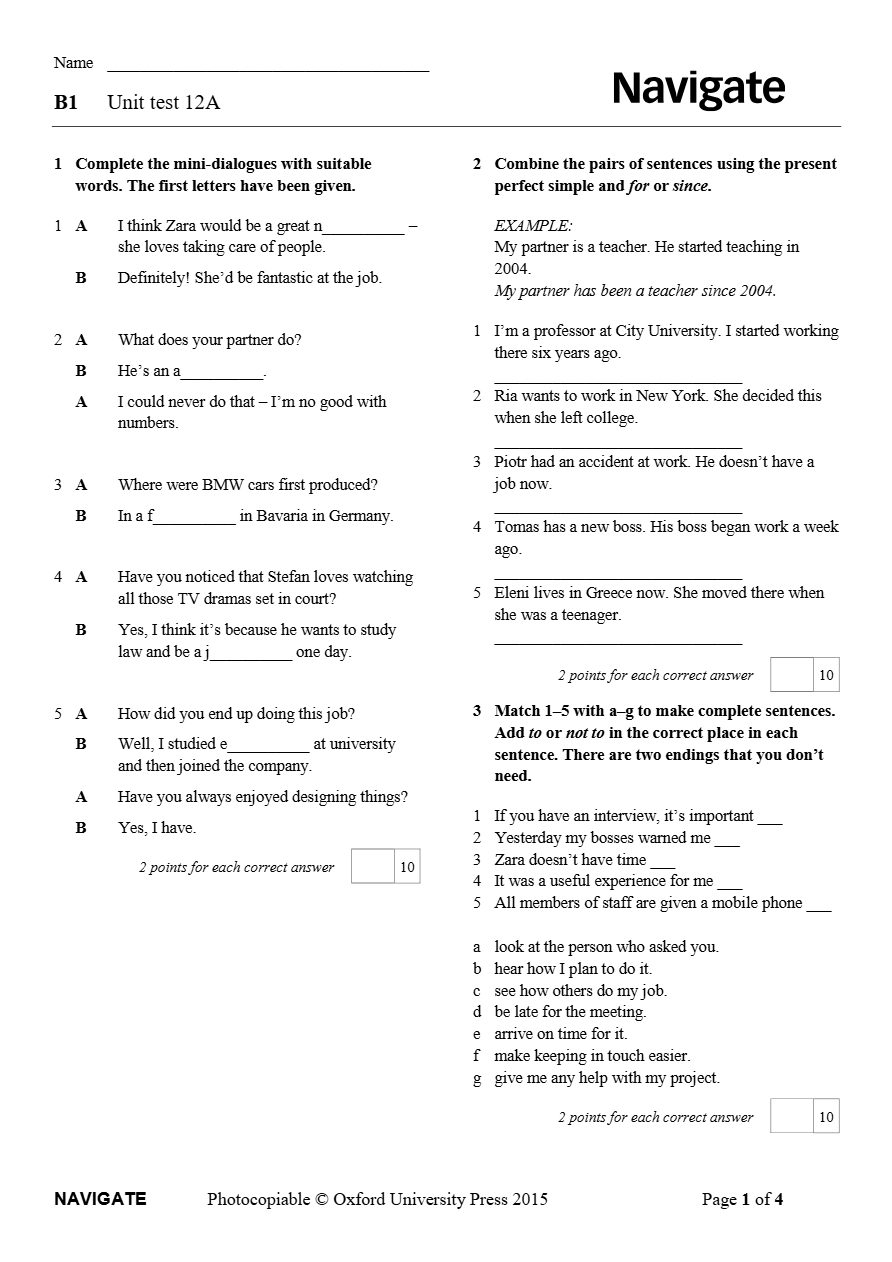 Name ____________________________________
Navigate
B1 Unit test 12A
1 Complete the mini-dialogues with suitable
words. The first letters have been given.
1 A I think Zara would be a great n__________ –
she loves taking care of people.
B Definitely! She’d be fantastic at the job.
2 A What does your partner do?
B He’s an a__________.
A I could never do that – I’m no good with
numbers.
3 A Where were BMW cars first produced?
B In a f__________ in Bavaria in Germany.
4 A Have you noticed that Stefan loves watching
all those TV dramas set in court?
B Yes, I think it’s because he wants to study
law and be a j__________ one day.
5 A How did you end up doing this job?
B Well, I studied e__________ at university
and then joined the company.
A Have you always enjoyed designing things?
B Yes, I have.
2 points for each correct answer 10
2 Combine the pairs of sentences using the present
perfect simple and for or since.
EXAMPLE:
My partner is a teacher. He started teaching in
2004.
My partner has been a teacher since 2004.
1 I’m a professor at City University. I started working
there six years ago.
______________________________
2 Ria wants to work in New York. She decided this
when she left college.
______________________________
3 Piotr had an accident at work. He doesn’t have a
job now.
______________________________
4 Tomas has a new boss. His boss began work a week
ago.
______________________________
5 Eleni lives in Greece now. She moved there when
she was a teenager.
______________________________
2 points for each correct answer 10
3 Match 1–5 with a–g to make complete sentences.
Add to or not to in the correct place in each
sentence. There are two endings that you don’t
need.
1 If you have an interview, it’s important ___
2 Yesterday my bosses warned me ___
3 Zara doesn’t have time ___
4 It was a useful experience for me ___
5 All members of staff are given a mobile phone ___
a look at the person who asked you.
b hear how I plan to do it.
c see how others do my job.
d be late for the meeting.
e arrive on time for it.
f make keeping in touch easier.
g give me any help with my project.
2 points for each correct answer 10
NAVIGATE Photocopiable © Oxford University Press 2015 Page 1 of 4